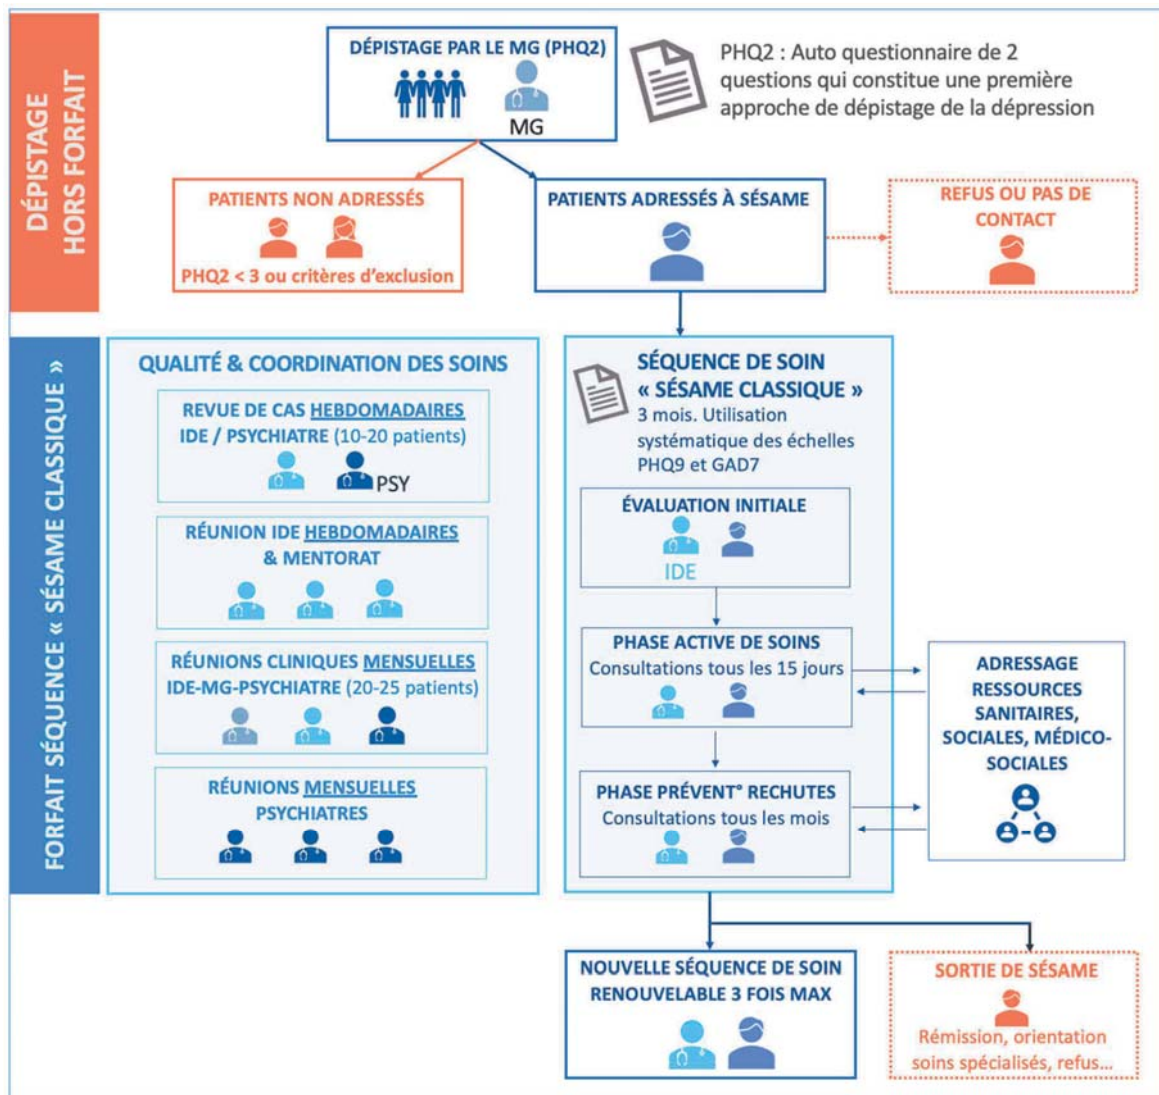 DÉPISTAGE
HORS FORFAIT
DÉPISTAGE PAR LE MG (PHQ2)
MG
PHQ2 : Auto questionnaire de 2
questions qui constitue une première
approche de dépistage de la dépression
PATIENTS NON ADRESSÉS
PHQ2 < 3 ou critères d’exclusion
PATIENTS ADRESSÉS À SÉSAME
REFUS OU PAS DE
CONTACT
FORFAIT SÉQUENCE « SÉSAME CLASSIQUE »
QUALITÉ & COORDINATION DES SOINS
REVUE DE CAS HEBDOMADAIRES
IDE / PSYCHIATRE (10-20 patients)
PSY
RÉUNION IDE HEBDOMADAIRES
& MENTORAT
RÉUNIONS CLINIQUES MENSUELLES
IDE-MG-PSYCHIATRE (20-25 patients)
RÉUNIONS MENSUELLES
PSYCHIATRES
SÉQUENCE DE SOIN
« SÉSAME CLASSIQUE »
3 mois. Utilisation
systématique des échelles
PHQ9 et GAD7
ÉVALUATION INITIALE
IDE
PHASE ACTIVE DE SOINS
Consultations tous les 15 jours
PHASE PRÉVENT° RECHUTES
Consultations tous les mois
ADRESSAGE
RESSOURCES
SANITAIRES,
SOCIALES, MÉDICO-
SOCIALES
NOUVELLE SÉQUENCE DE SOIN
RENOUVELABLE 3 FOIS MAX
SORTIE DE SÉSAME
Rémission, orientation
soins spécialisés, refus…